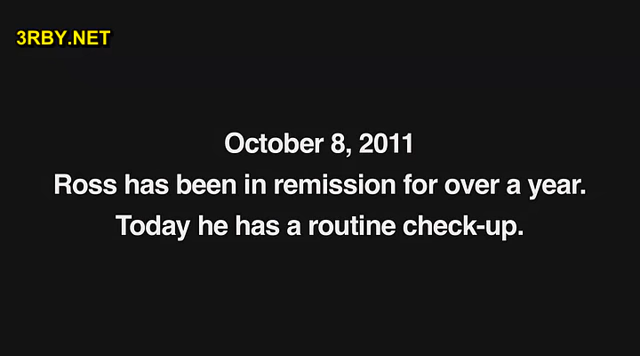 3RBY.NET
October 8, 2011
Ross has been in remission for over a year.
Today he has a routine check-up.